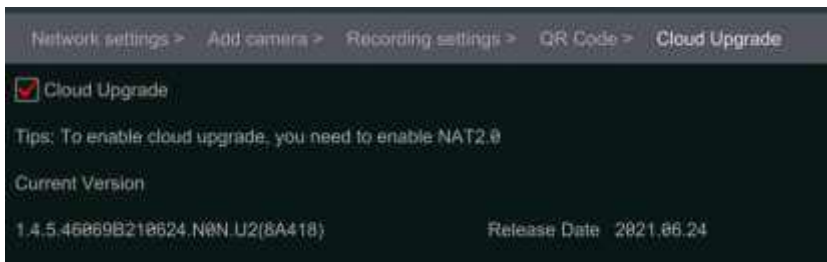 Network settings > Add camera > Recording settings > QR Code > Cloud Upgrade
Cloud Upgrade
Tips: To enable cloud upgrade, you need to enable NAT2.0
Current Version
1.4.5.46069B210624.N0N.U2(8A418) Release Date 2021.06.24